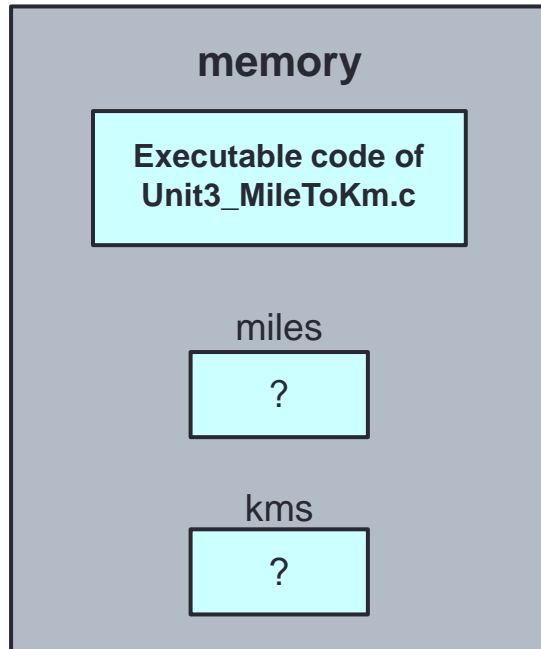 memory
Executable code of
Unit3_MileToKm.c
miles
?
kms
?